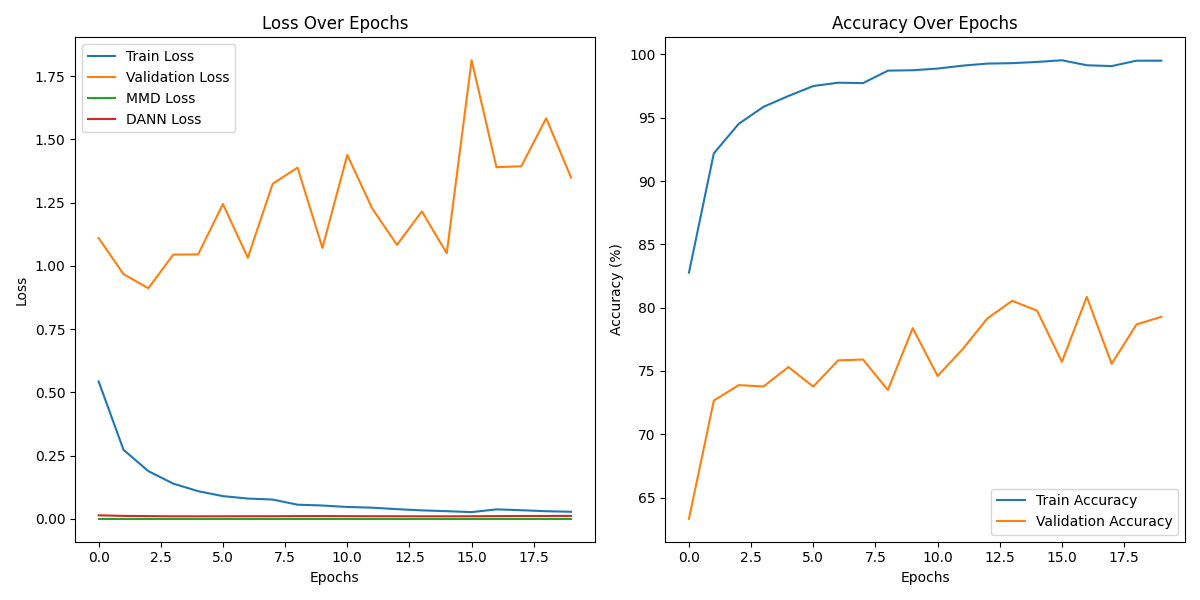 Loss Over Epochs
Train Loss
Validation Loss
MMD Loss
DANN Loss
1.75
1.50
1.25
1.00
0.75
0.50
0.25
0.00
Loss
0.0 2.5 5.0 7.5 10.0 12.5 15.0 17.5
Epochs
Accuracy Over Epochs
100
95
90
85
80
75
70
65
Accuracy (%)
Train Accuracy
Validation Accuracy
0.0 2.5 5.0 7.5 10.0 12.5 15.0 17.5
Epochs